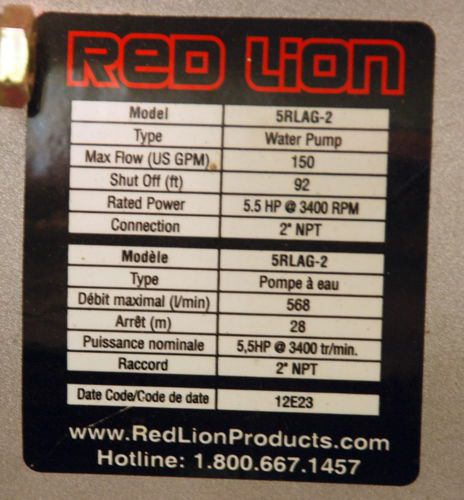 RED LiON
Model 5RLAG-2
Type Water Pump
Max Flow (US GPM) 150
Shut Off (ft) 92
Rated Power 5.5 HP @ 3400 RPM
Connection 2" NPT
Modèle 5RLAG-2
Type Pompe à eau
Débit maximal (l/min) 568
Arrêt (m) 28
Puissance nominale 5,5HP @ 3400 tr/min.
Raccord 2" NPT
Date Code/Code de date 12E23
www.RedLionProducts.com
Hotline: 1.800.667.1457